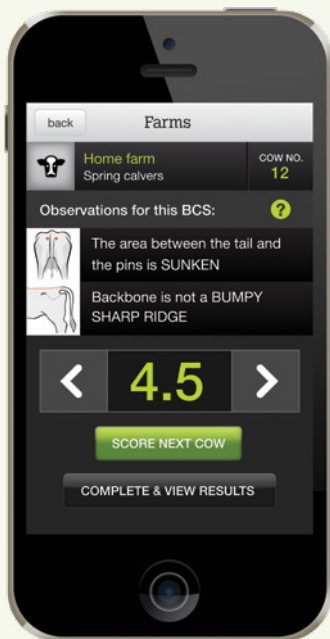 back
Farms
Home farm
Spring calvers
COW NO.
12
Observations for this BCS:
?
The area between the tail and
the pins is SUNKEN
Backbone is not a BUMPY
SHARP RIDGE
4.5
SCORE NEXT COW
COMPLETE & VIEW RESULTS